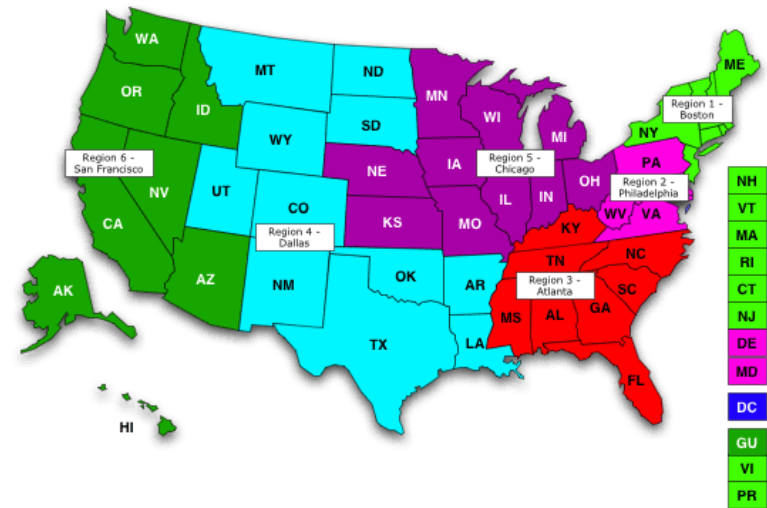 WA
OR
ID
MT
ND
MN
WI
MI
ME
Region 1 -
Boston
NY
WY
SD
Region 6 -
San Francisco
NV
UT
NE
IA
Region 5 -
Chicago
IL
IN
OH
PA
Region 2 -
Philadelphia
WV
VA
CA
CO
Region 4 -
Dallas
KS
MO
KY
AZ
NM
OK
AR
TN
NC
Region 3 -
Atlanta
SC
MS
AL
GA
TX
LA
FL
AK
HI
NH
VT
MA
RI
CT
NJ
DE
MD
DC
GU
VI
PR